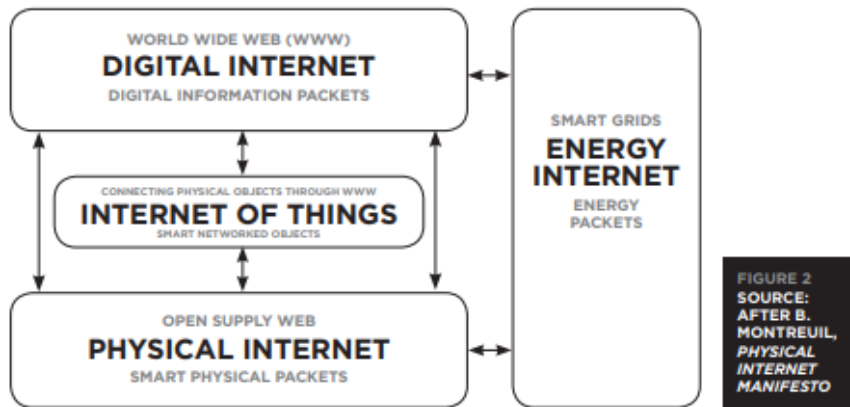 WORLD WIDE WEB (WWW)
DIGITAL INTERNET
DIGITAL INFORMATION PACKETS
CONNECTING PHYSICAL OBJECTS THROUGH WWW
INTERNET OF THINGS
SMART NETWORKED OBJECTS
OPEN SUPPLY WEB
PHYSICAL INTERNET
SMART PHYSICAL PACKETS
SMART GRIDS
ENERGY
INTERNET
ENERGY
PACKETS
FIGURE 2
SOURCE:
AFTER B.
MONTREUIL,
PHYSICAL
INTERNET
MANIFESTO